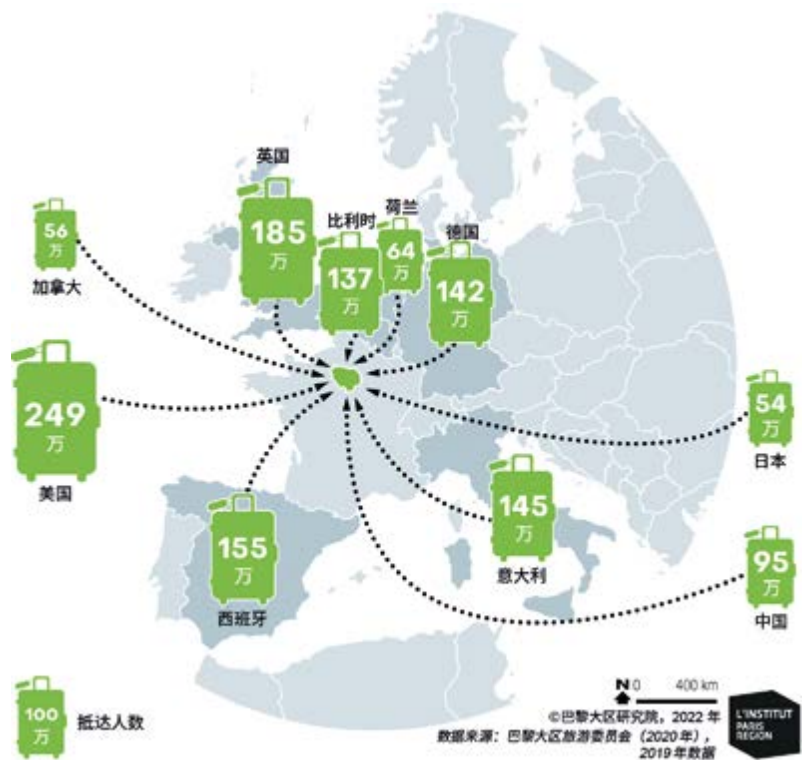 英国
185
万
比利时
137
万
荷兰
64
万
德国
142
万
56
万
加拿大
249
万
美国
54
万
日本
155
万
西班牙
145
万
意大利
95
万
中国
100
万
抵达人数
N 0 400 km
©巴黎大区研究院，2022 年
数据来源：巴黎大区旅游委员会（2020 年），
2019 年数据
L'INSTITUT
PARIS
REGION